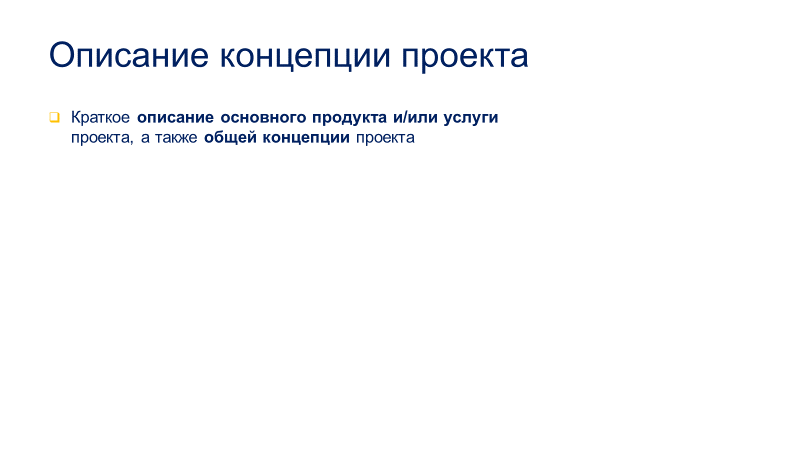 Описание концепции проекта
Краткое описание основного продукта и/или услуги
проекта, а также общей концепции проекта